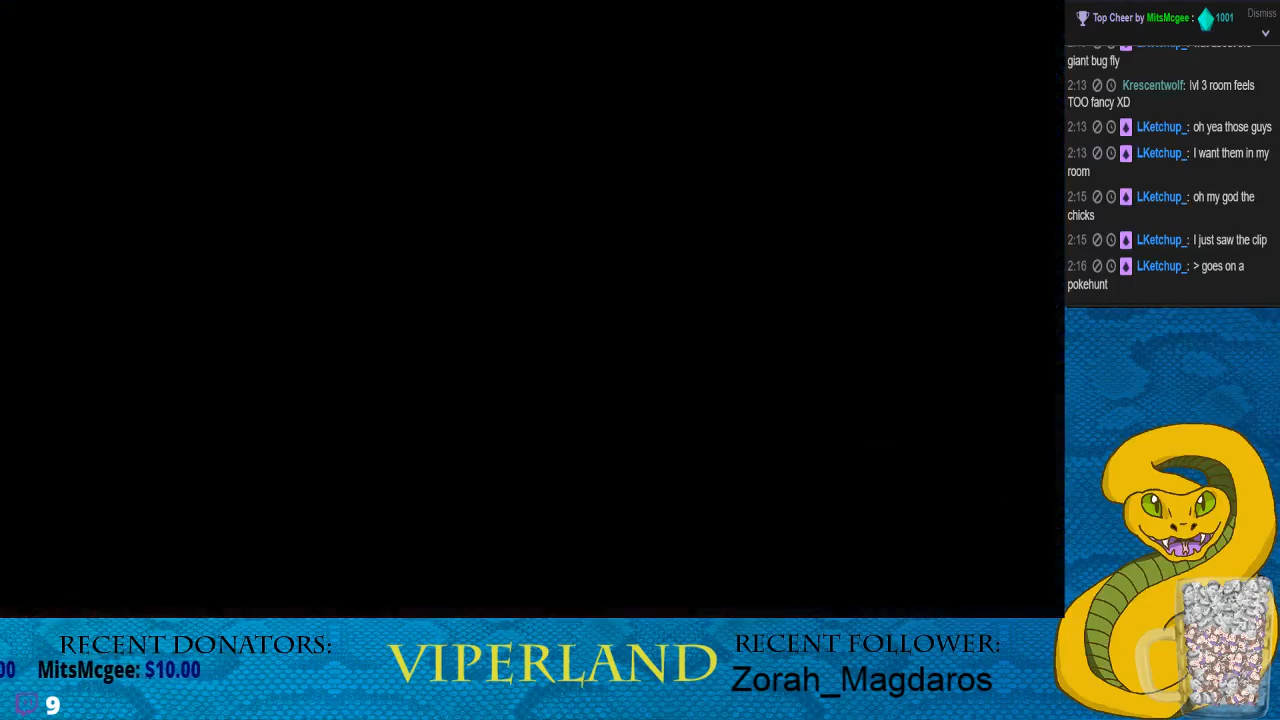 Top Cheer by MitsMcgee : 1001
Dismiss
giant bug fly
2:13 Krescentwolf: lvl 3 room feels
TOO fancy XD
2:13 LKetchup_: oh yea those guys
2:13 LKetchup_: I want them in my
room
2:15 LKetchup_: oh my god the
chicks
2:15 LKetchup_: I just saw the clip
2:16 LKetchup_: > goes on a
pokehunt
RECENT DONATORS:
00 MitsMcgee: $10.00
9
VIPERLAND
RECENT FOLLOWER:
Zorah_Magdaros